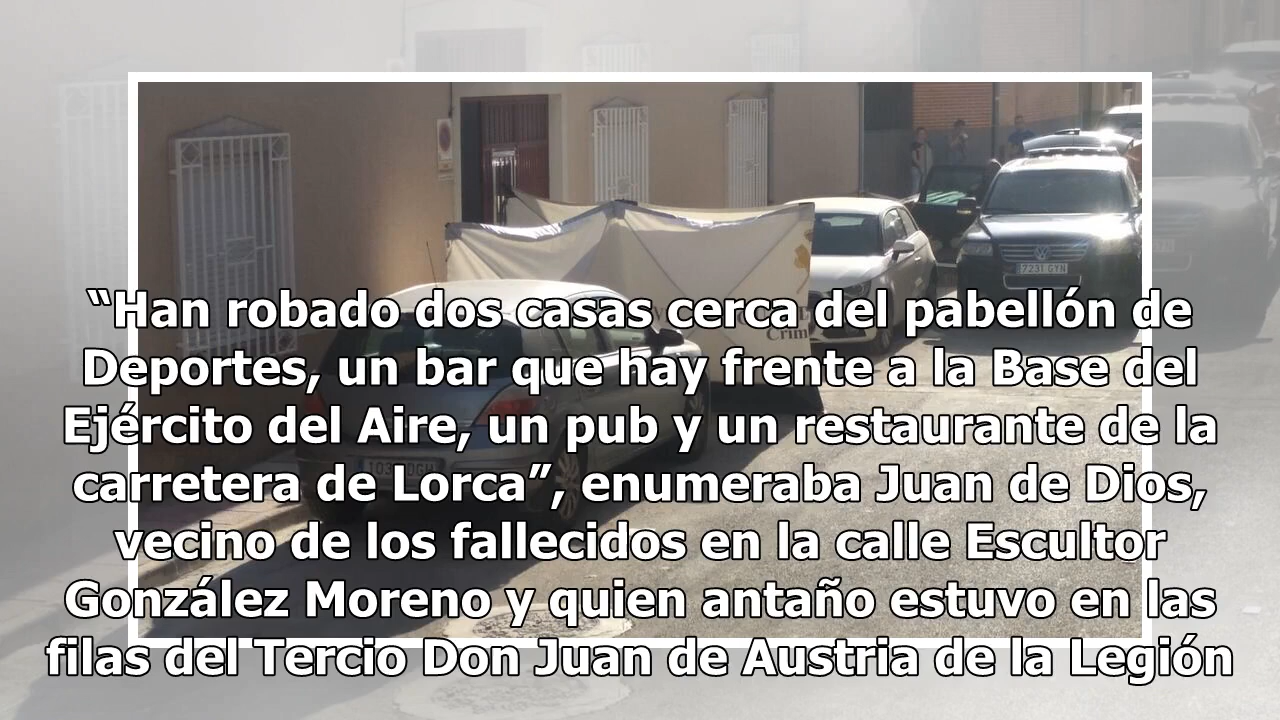 “Han robado dos casas cerca del pabellón de
Deportes, un bar que hay frente a la Base del
Ejército del Aire, un pub y un restaurante de la
carretera de Lorca”, enumeraba Juan de Dios,
vecino de los fallecidos en la calle Escultor
González Moreno y quien antaño estuvo en las
filas del Tercio Don Juan de Austria de la Legión
7231 GYN
Crim